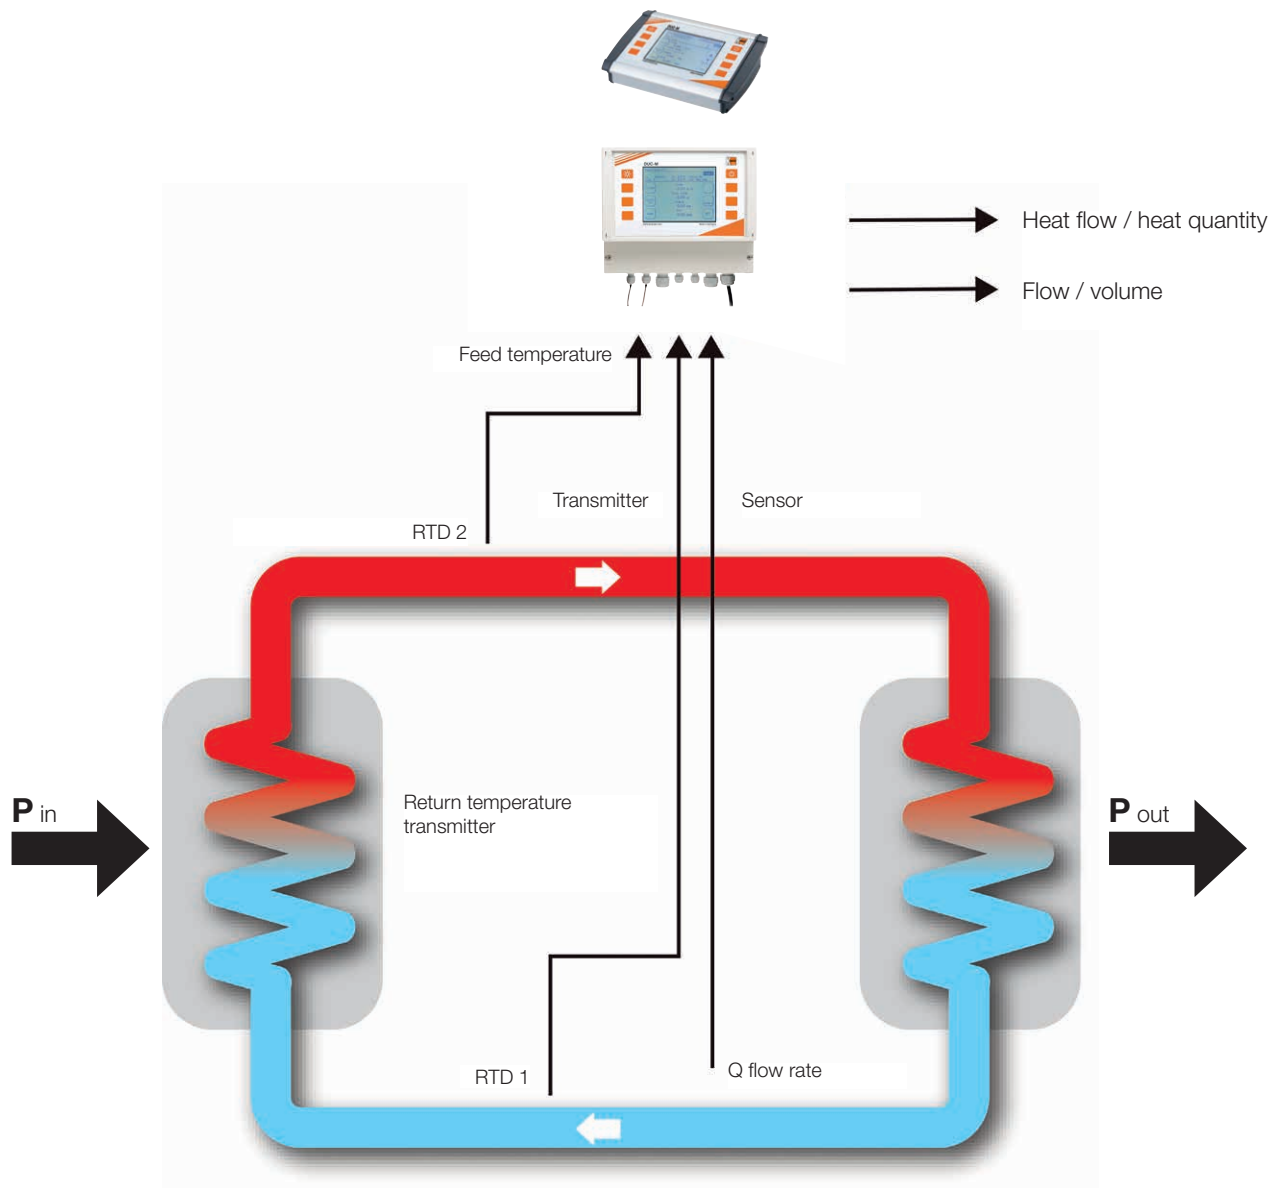 DUC-W
Heat flow / heat quantity
Flow / volume
Feed temperature
Transmitter
Sensor
RTD 2
P in
Return temperature
transmitter
P out
RTD 1
Q flow rate